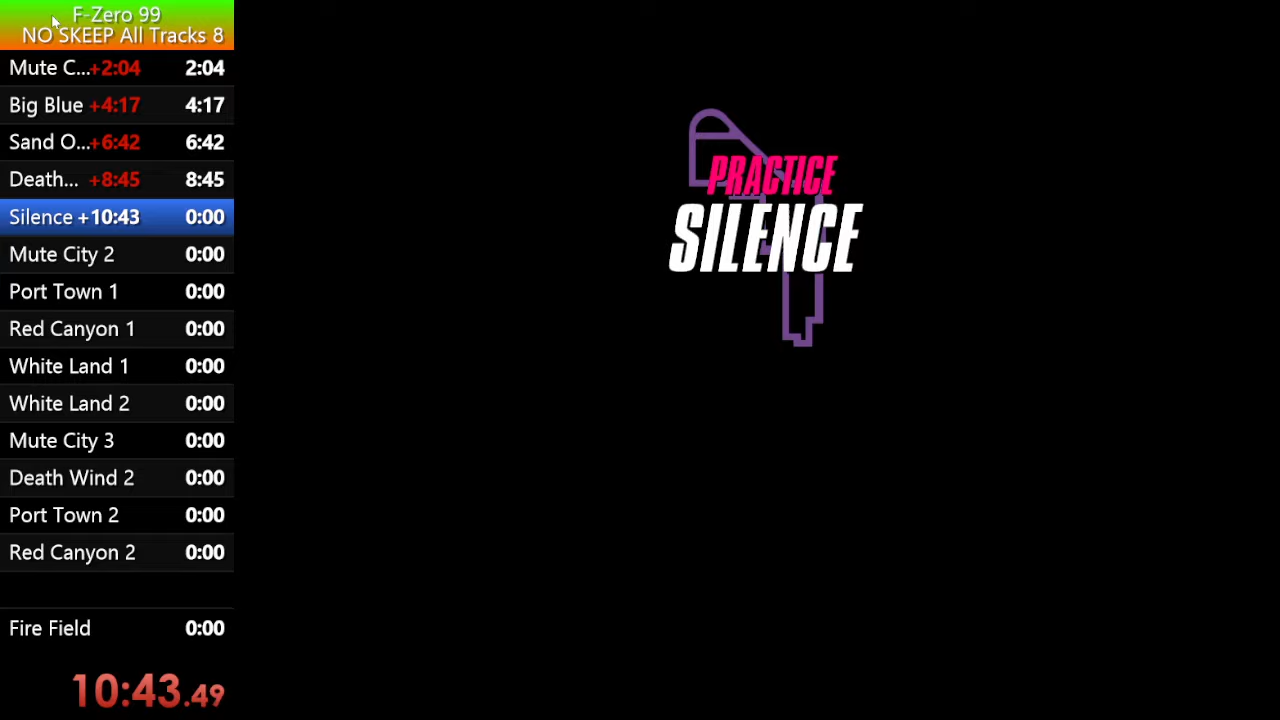 F-Zero 99
NO SKEEP All Tracks 8
Mute C... +2:04 2:04
Big Blue +4:17 4:17
Sand O... +6:42 6:42
Death... +8:45 8:45
Silence +10:43 0:00
Mute City 2 0:00
Port Town 1 0:00
Red Canyon 1 0:00
White Land 1 0:00
White Land 2 0:00
Mute City 3 0:00
Death Wind 2 0:00
Port Town 2 0:00
Red Canyon 2 0:00
Fire Field 0:00
10:43.49
PRACTICE
SILENCE